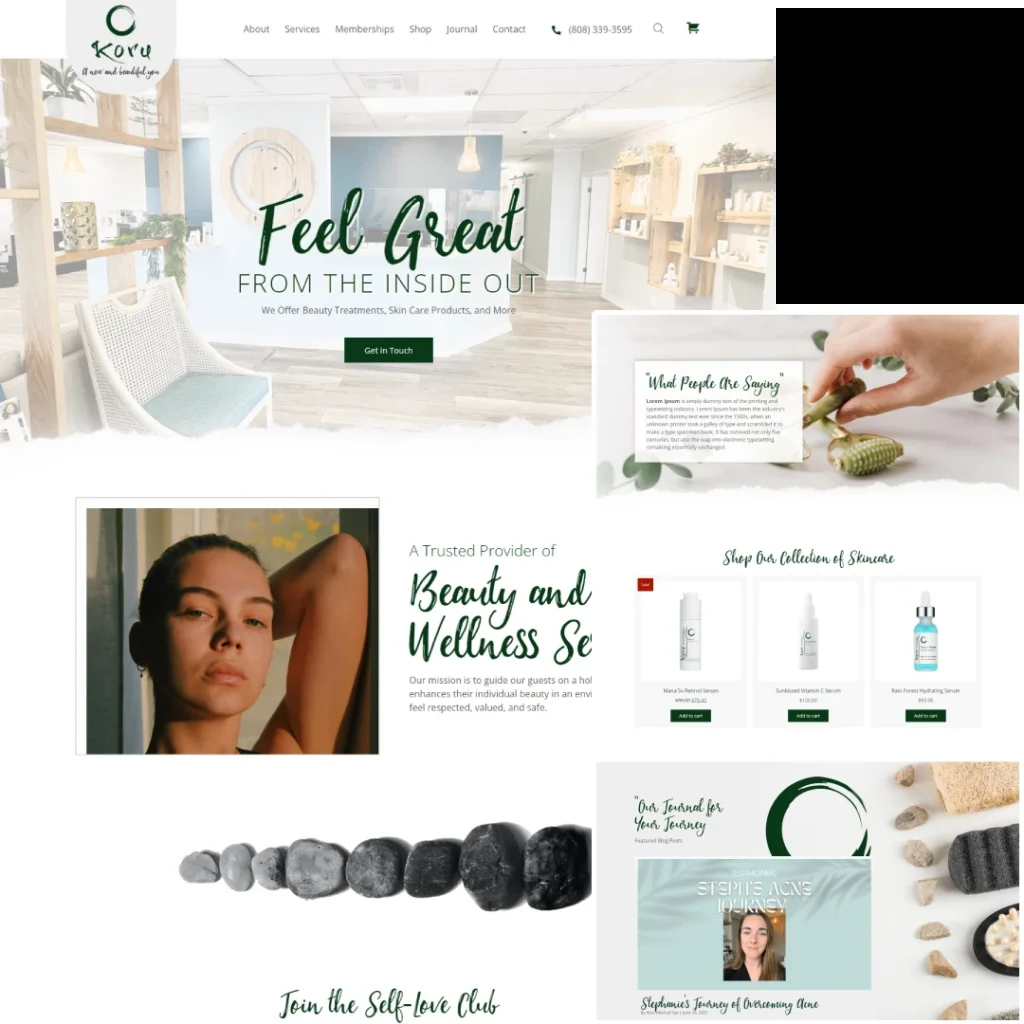 Koru
A new and beautiful you
About Services Memberships Shop Journal Contact (808) 339-3595
Feel Great
FROM THE INSIDE OUT
We Offer Beauty Treatments, Skin Care Products, and More
Get in Touch
"What People Are Saying"
Lorem Ipsum is simply dummy text of the printing and
typesetting industry. Lorem Ipsum has been the industry's
standard dummy text ever since the 1500s, when an
unknown printer took a galley of type and scrambled it to
make a type specimen book. It has survived not only five
centuries, but also the leap into electronic typesetting,
remaining essentially unchanged.
A Trusted Provider of
Beauty and
Wellness Se
Our mission is to guide our guests on a hol
enhances their individual beauty in an envi
feel respected, valued, and safe.
Shop Our Collection of Skincare
Sale!
Koru
Mana 5x Retinol Serum
$75.00
Add to cart
Sunkissed Vitamin C Serum
Add to cart
Rain Forest Hydrating Serum
Add to cart
"Our Journal for
Your Journey
Featured Blog Posts
TESTIMONIAL
STEPH'S ACNE
JOURNEY
Stephanie's Journey of Overcoming Acne
Join the Self-Love Club